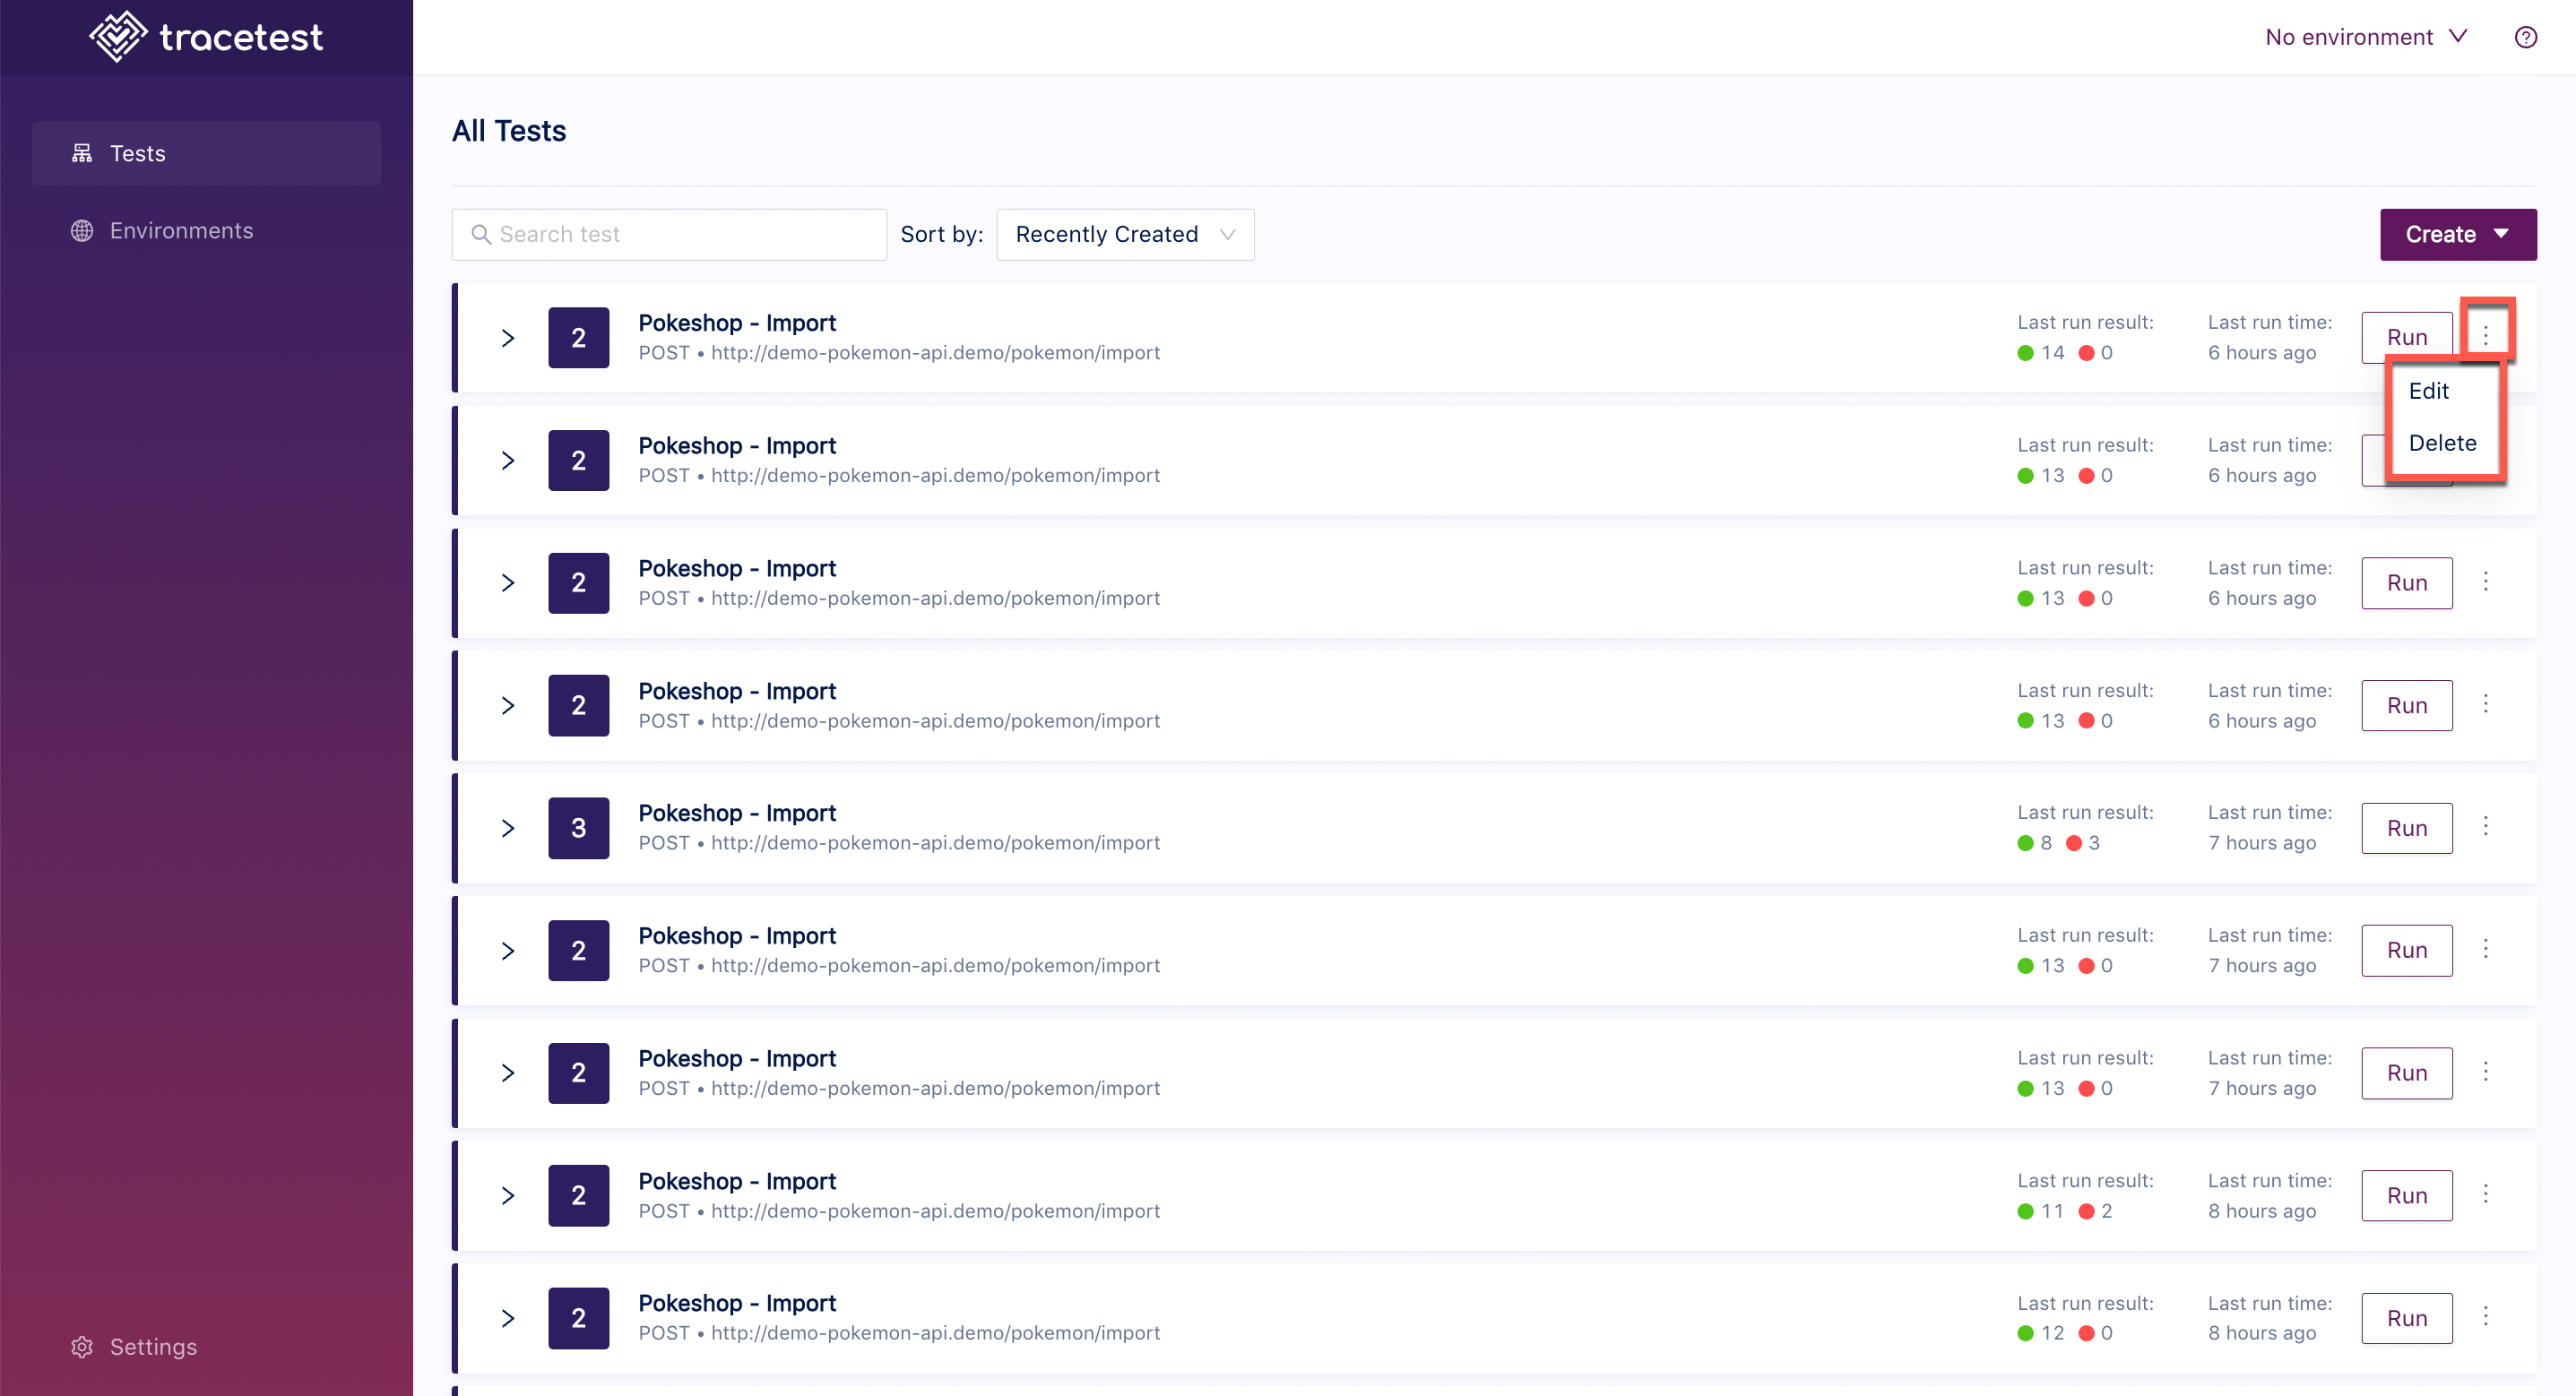 tracetest
No environment
Tests
Environments
Settings
All Tests
Search test
Sort by:
Recently Created
Create
2
Pokeshop - Import
POST • http://demo-pokemon-api.demo/pokemon/import
Last run result:
14 0
Last run time:
6 hours ago
Run
Edit
Delete
2
Pokeshop - Import
POST • http://demo-pokemon-api.demo/pokemon/import
Last run result:
13 0
Last run time:
6 hours ago
2
Pokeshop - Import
POST • http://demo-pokemon-api.demo/pokemon/import
Last run result:
13 0
Last run time:
6 hours ago
Run
2
Pokeshop - Import
POST • http://demo-pokemon-api.demo/pokemon/import
Last run result:
13 0
Last run time:
6 hours ago
Run
3
Pokeshop - Import
POST • http://demo-pokemon-api.demo/pokemon/import
Last run result:
8 3
Last run time:
7 hours ago
Run
2
Pokeshop - Import
POST • http://demo-pokemon-api.demo/pokemon/import
Last run result:
13 0
Last run time:
7 hours ago
Run
2
Pokeshop - Import
POST • http://demo-pokemon-api.demo/pokemon/import
Last run result:
13 0
Last run time:
7 hours ago
Run
2
Pokeshop - Import
POST • http://demo-pokemon-api.demo/pokemon/import
Last run result:
11 2
Last run time:
8 hours ago
Run
2
Pokeshop - Import
POST • http://demo-pokemon-api.demo/pokemon/import
Last run result:
12 0
Last run time:
8 hours ago
Run